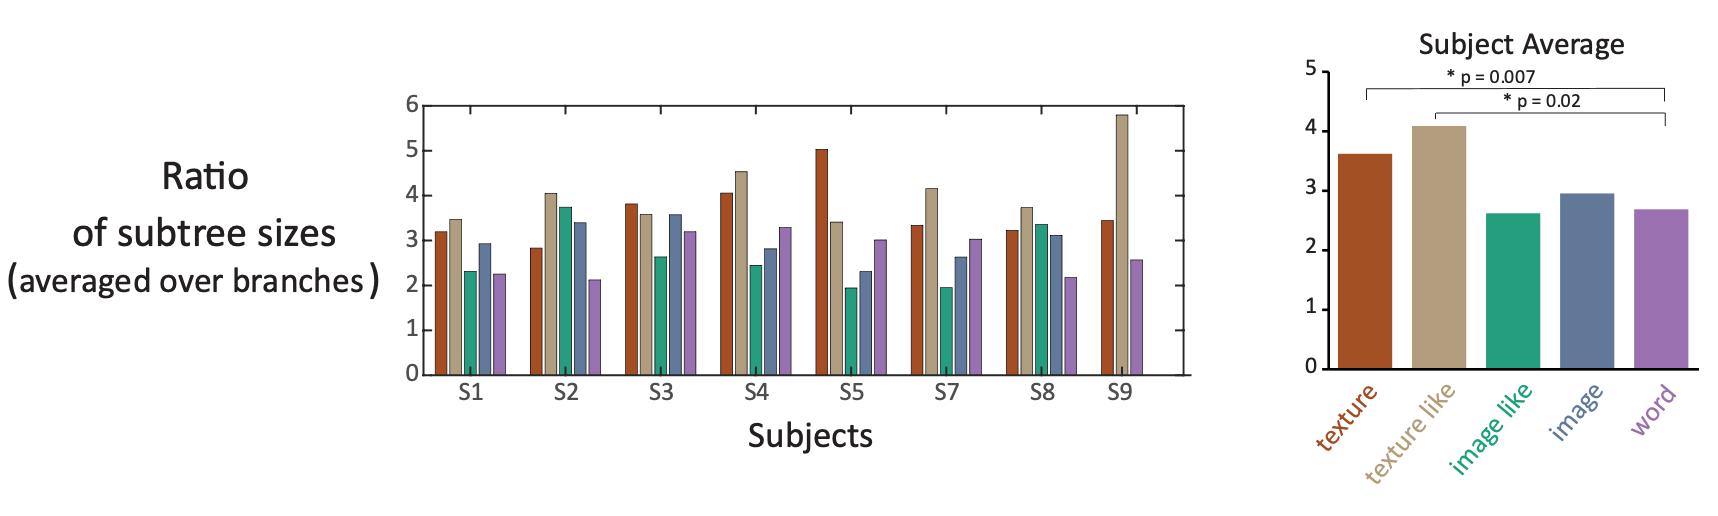 Ratio
of subtree sizes
(averaged over branches)
6
5
4
3
2
1
0
S1 S2 S3 S4 S5 S7 S8 S9
Subjects
Subject Average
* p = 0.007
* p = 0.02
5
4
3
2
1
0
texture
texture like
image like
image
word